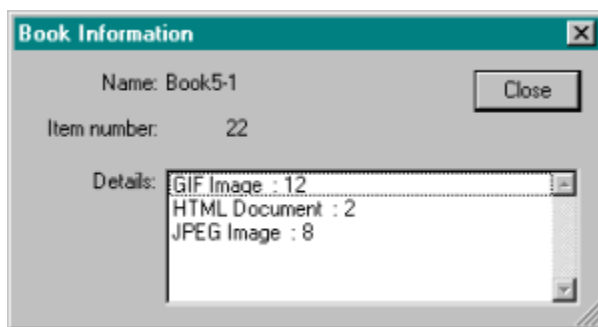 Book Information
Name: Book5-1
Close
Item number: 22
Details:
GIF Image : 12
HTML Document : 2
JPEG Image : 8